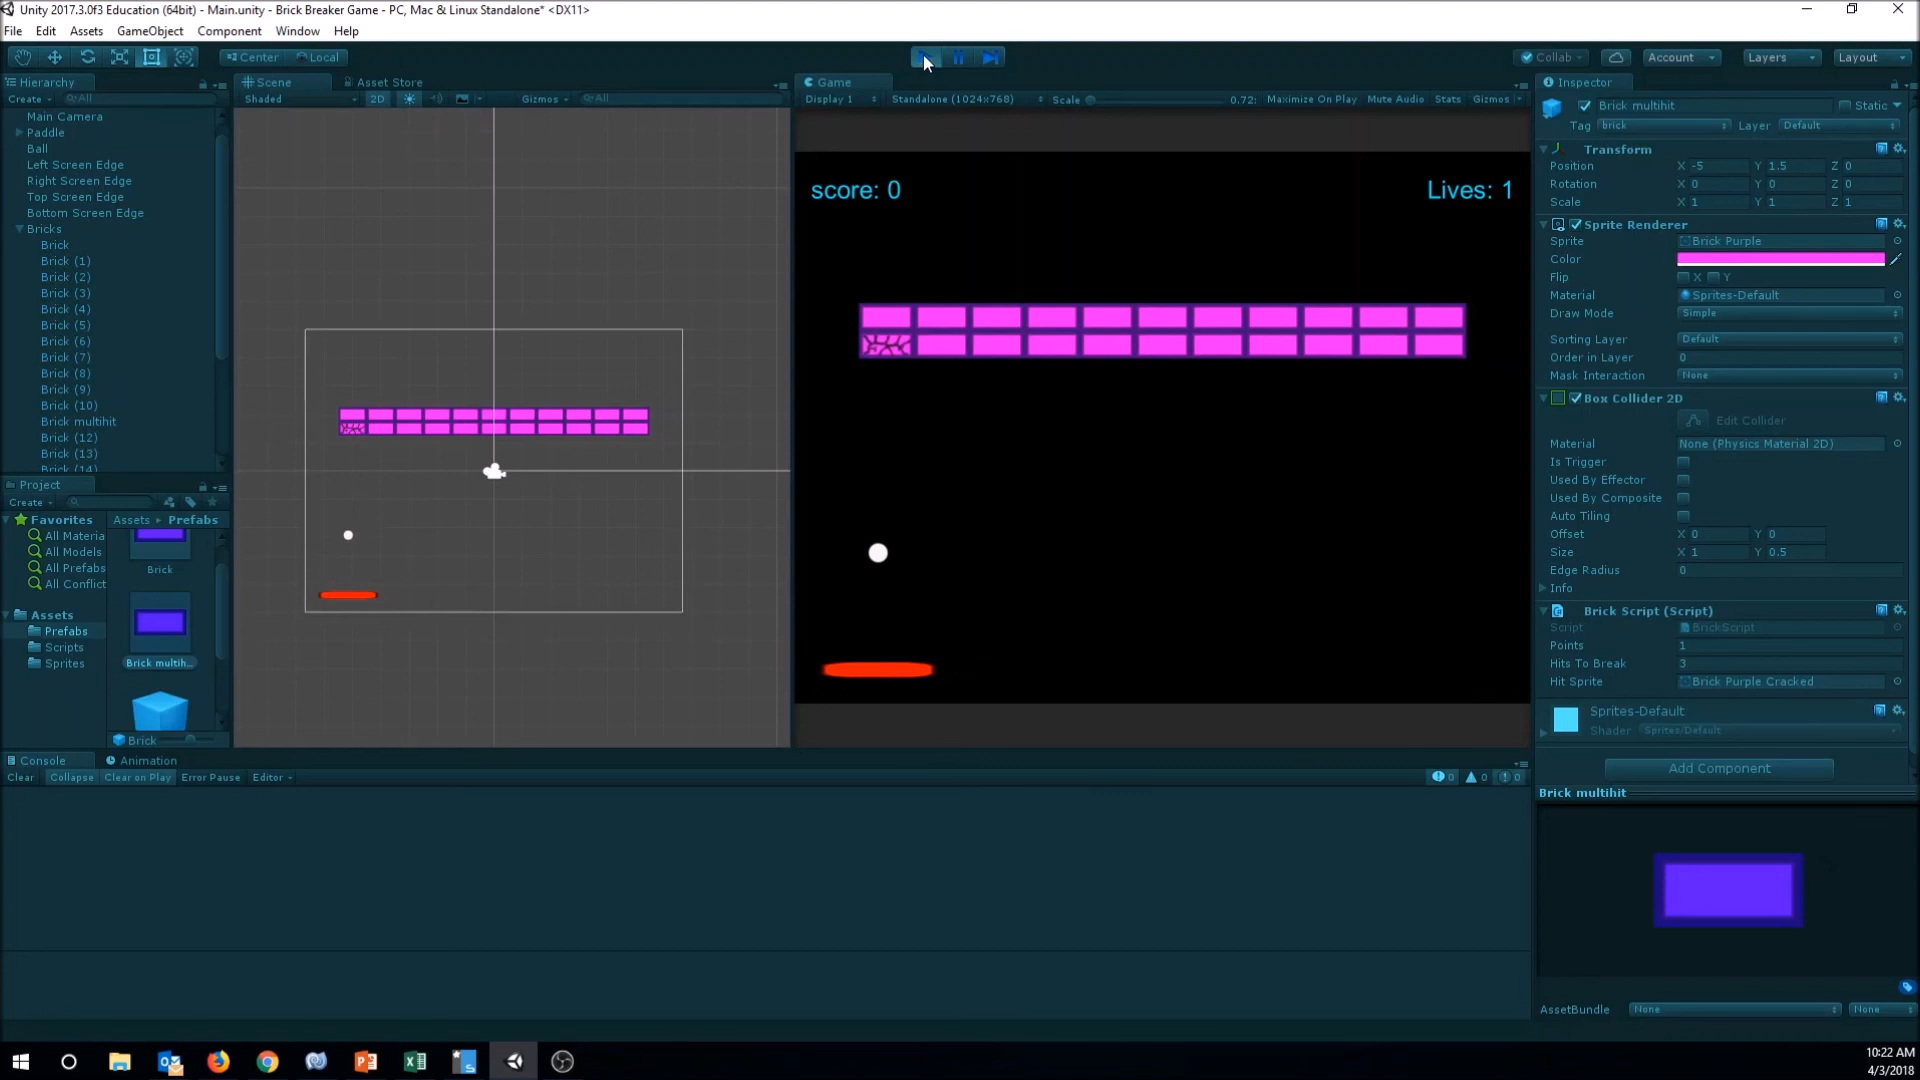 Unity 2017.3.0f3 Education (64bit) - Main.unity - Brick Breaker Game - PC, Mac & Linux Standalone* <DX11>
File Edit Assets GameObject Component Window Help
Center Local
Collab Account Layers Layout
Hierarchy
Create All
Main Camera
Paddle
Ball
Left Screen Edge
Right Screen Edge
Top Screen Edge
Bottom Screen Edge
Bricks
Brick
Brick (1)
Brick (2)
Brick (3)
Brick (4)
Brick (5)
Brick (6)
Brick (7)
Brick (8)
Brick (9)
Brick (10)
Brick multihit
Brick (12)
Brick (13)
Brick (14)
Project
Create
Favorites
All Materia
All Models
All Prefabs
All Conflict
Assets
Prefabs
Scripts
Sprites
Assets Prefabs
Brick
Brick multih...
Brick
Scene Asset Store
Shaded 2D Gizmos All
Game
Display 1 Standalone (1024x768) Scale 0.72: Maximize On Play Mute Audio Stats Gizmos
score: 0 Lives: 1
Inspector
Brick multihit Static
Tag brick Layer Default
Transform
Position X -5 Y 1.5 Z 0
Rotation X 0 Y 0 Z 0
Scale X 1 Y 1 Z 1
Sprite Renderer
Sprite Brick Purple
Color
Flip X Y
Material Sprites-Default
Draw Mode Simple
Sorting Layer Default
Order in Layer 0
Mask Interaction None
Box Collider 2D
Edit Collider
Material None (Physics Material 2D)
Is Trigger
Used By Effector
Used By Composite
Auto Tiling
Offset X 0 Y 0
Size X 1 Y 0.5
Edge Radius 0
Info
Brick Script (Script)
Script BrickScript
Points 1
Hits To Break 3
Hit Sprite Brick Purple Cracked
Sprites-Default
Shader Sprites/Default
Add Component
Brick multihit
AssetBundle None None
Console Animation
Clear Collapse Clear on Play Error Pause Editor 0 0 0
10:22 AM
4/3/2018